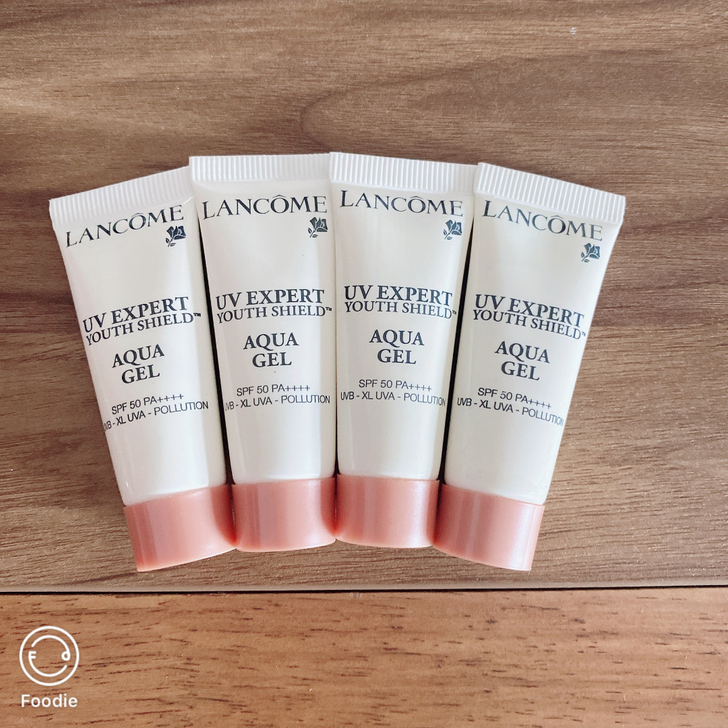 LANCÔME
UV EXPERT
YOUTH SHIELD™
AQUA
GEL
SPF 50 PA++++
UVB - XL UVA - POLLUTION
LANCÔME
UV EXPERT
YOUTH SHIELD™
AQUA
GEL
SPF 50 PA++++
UVB - XL UVA - POLLUTION
LANCÔME
UV EXPERT
YOUTH SHIELD™
AQUA
GEL
SPF 50 PA++++
UVB - XL UVA - POLLUTION
LANCÔME
UV EXPERT
YOUTH SHIELD™
AQUA
GEL
SPF 50 PA++++
UVB - XL UVA - POLLUTION
F d
Foodie